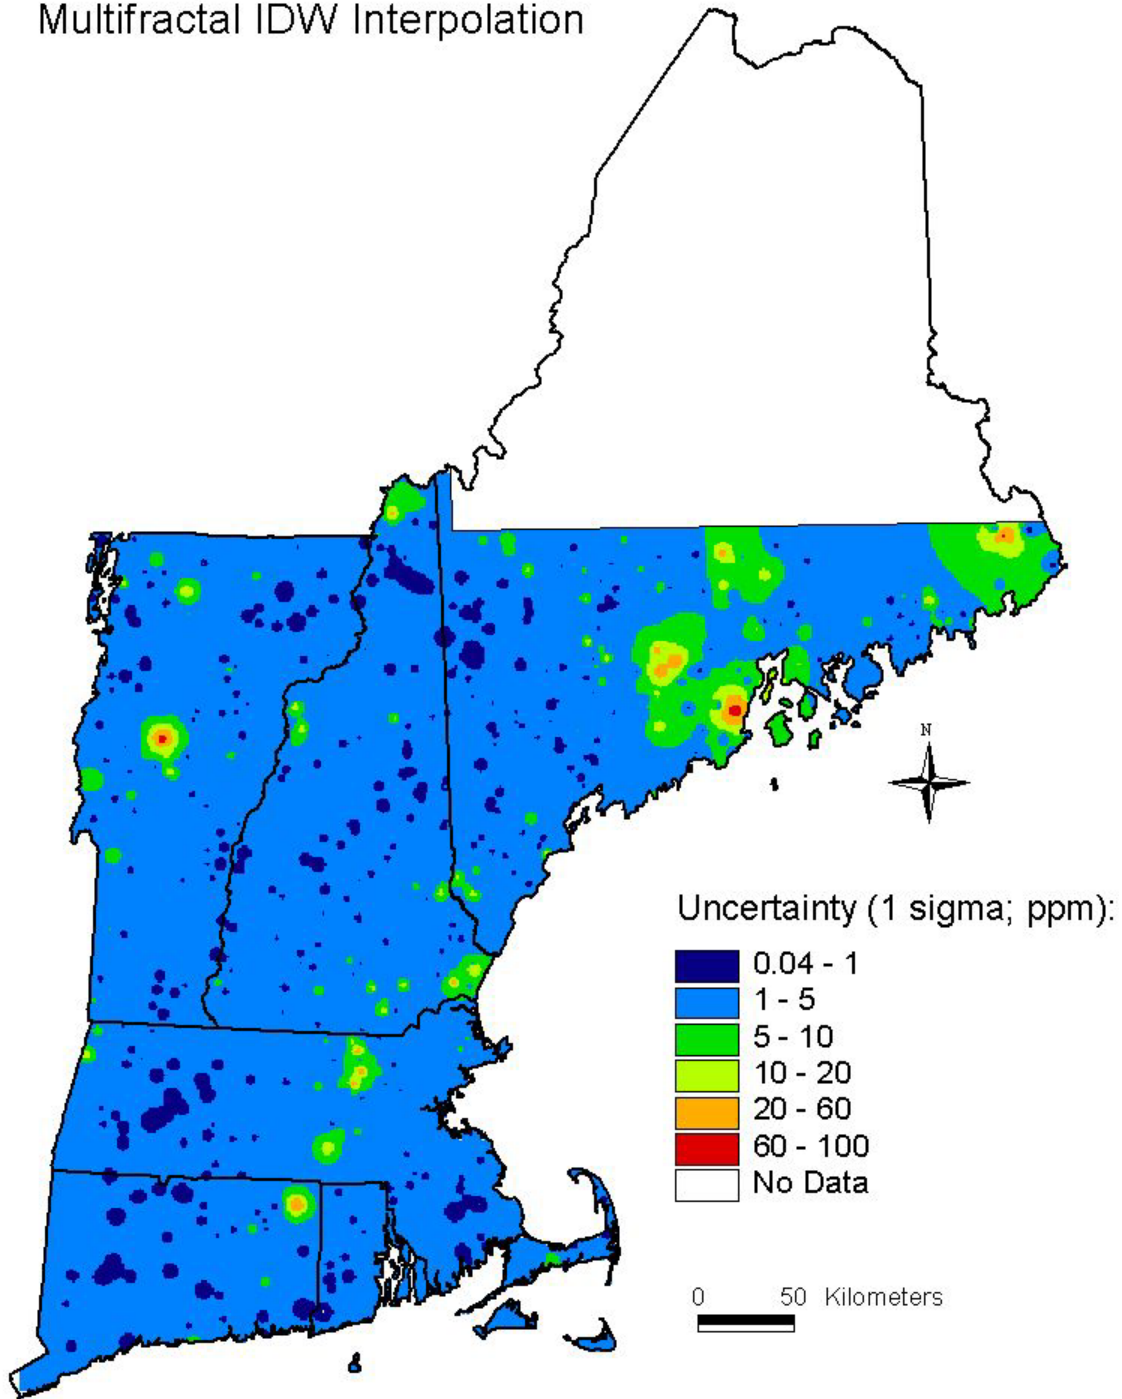 Multifractal IDW Interpolation
N
Uncertainty (1 sigma; ppm):
0.04 - 1
1 - 5
5 - 10
10 - 20
20 - 60
60 - 100
No Data
0 50 Kilometers